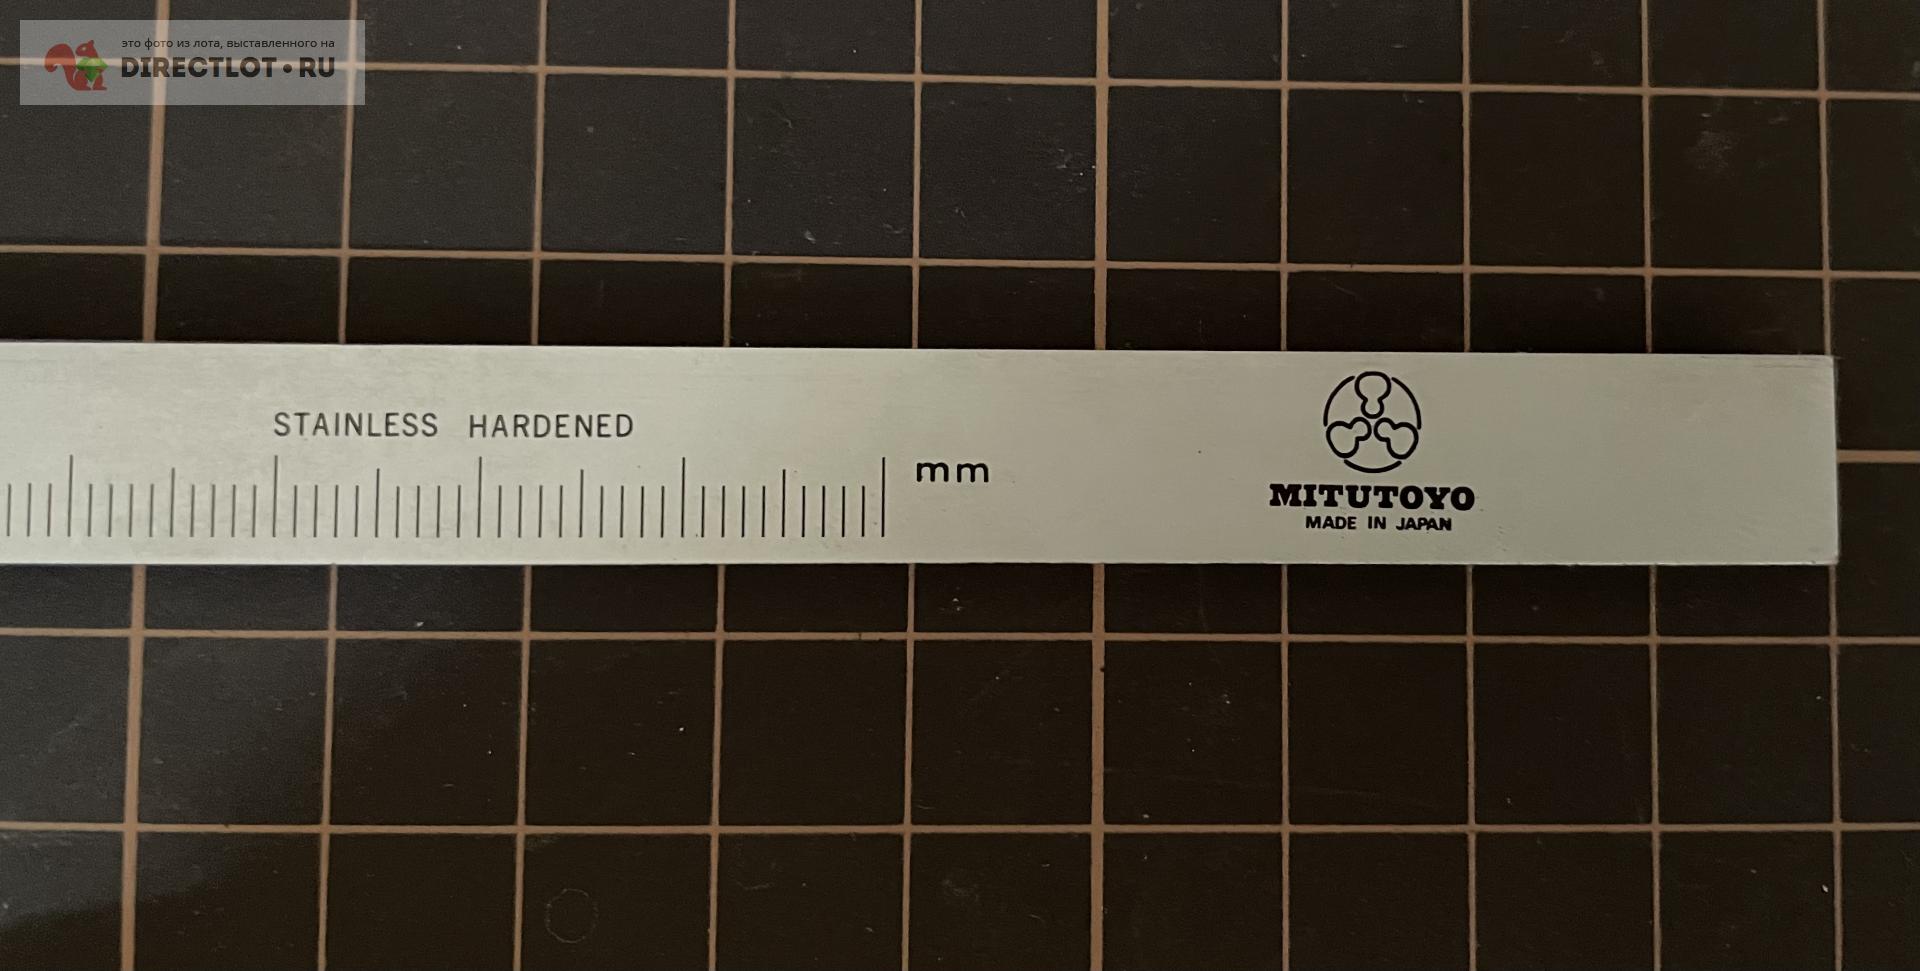 это фото из лота, выставленного на
DIRECTLOT•RU
STAINLESS HARDENED
mm
MITUTOYO
MADE IN JAPAN